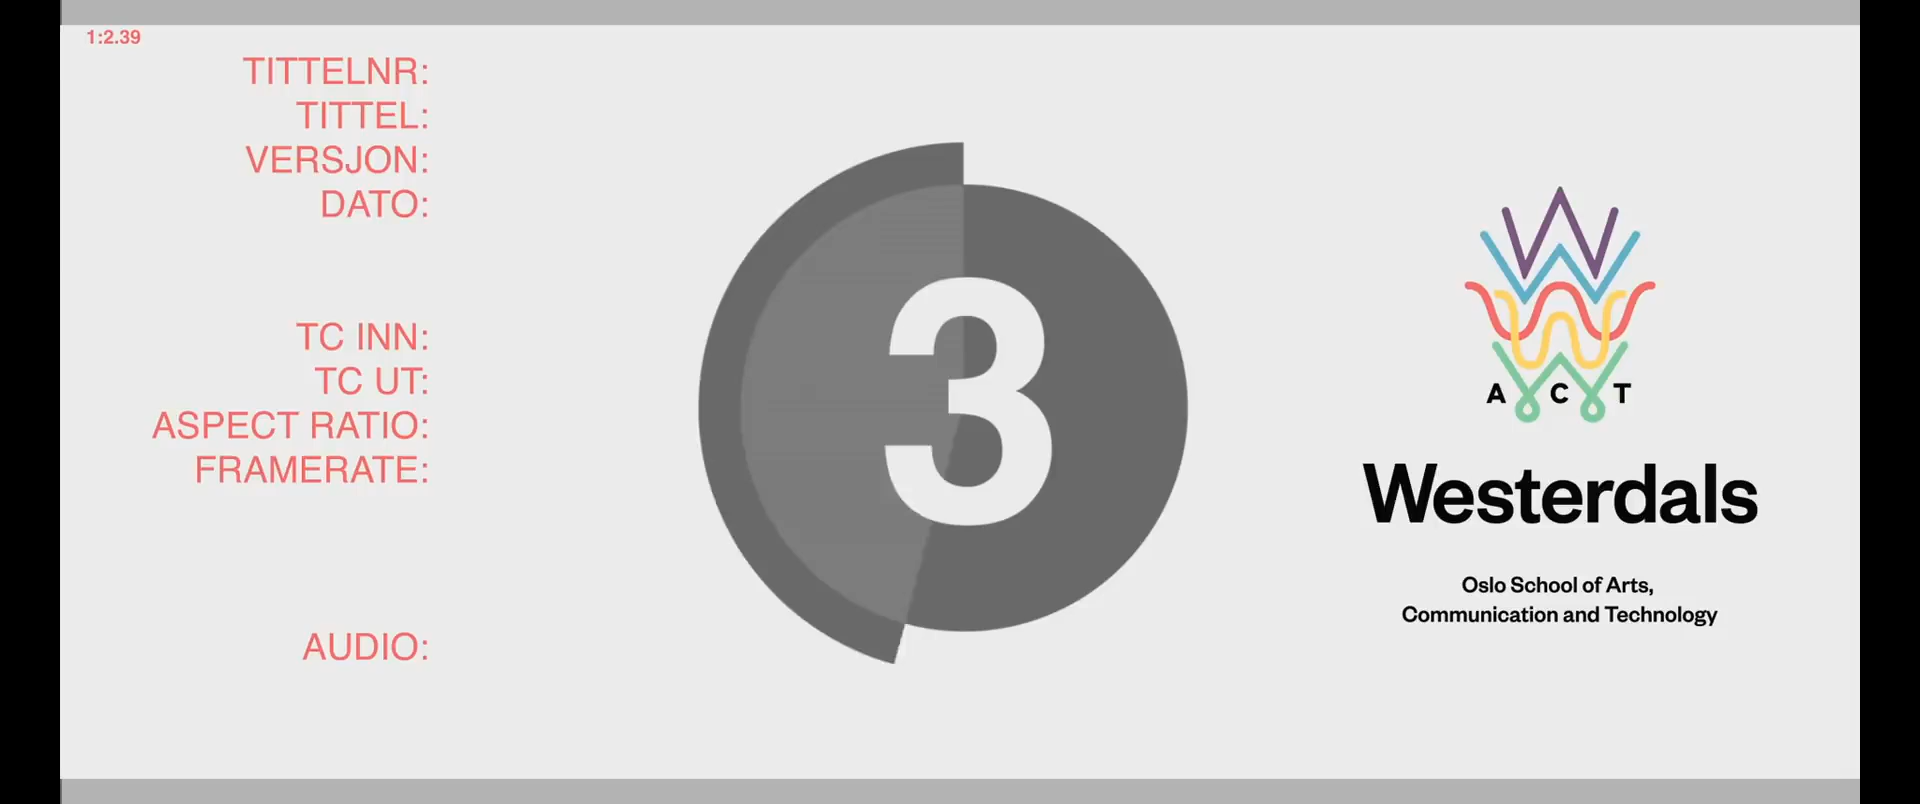 1:2.39
TITTELNR:
TITTEL:
VERSJON:
DATO:
TC INN:
TC UT:
ASPECT RATIO:
FRAMERATE:
AUDIO:
3
A C T
Westerdals
Oslo School of Arts,
Communication and Technology